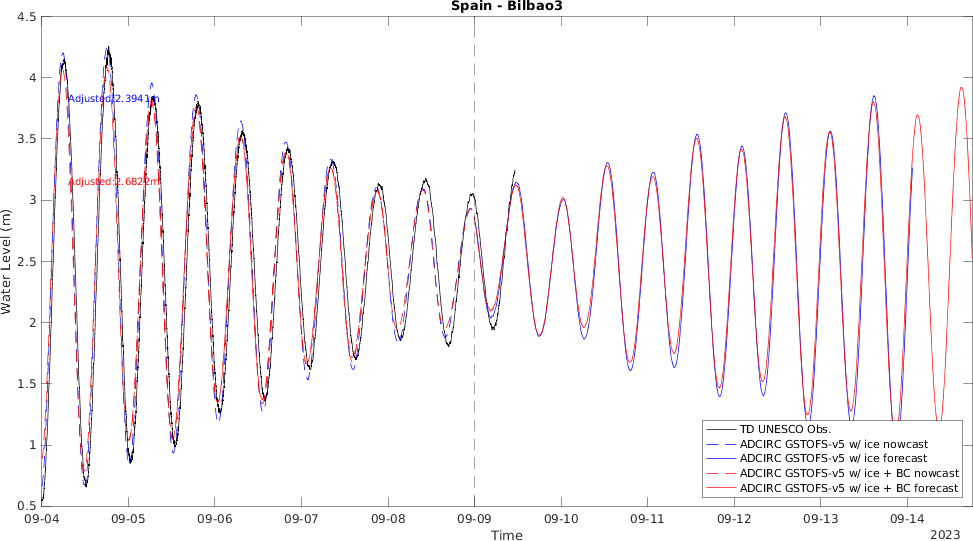 Spain - Bilbao3
4.5
4
3.5
3
2.5
2
1.5
1
0.5
Water Level (m)
Adjusted 2.3941m
Adjusted 2.6822m
TD UNESCO Obs.
ADCIRC GSTOFS-v5 w/ ice nowcast
ADCIRC GSTOFS-v5 w/ ice forecast
ADCIRC GSTOFS-v5 w/ ice + BC nowcast
ADCIRC GSTOFS-v5 w/ ice + BC forecast
09-04 09-05 09-06 09-07 09-08 09-09 09-10 09-11 09-12 09-13 09-14
Time
2023